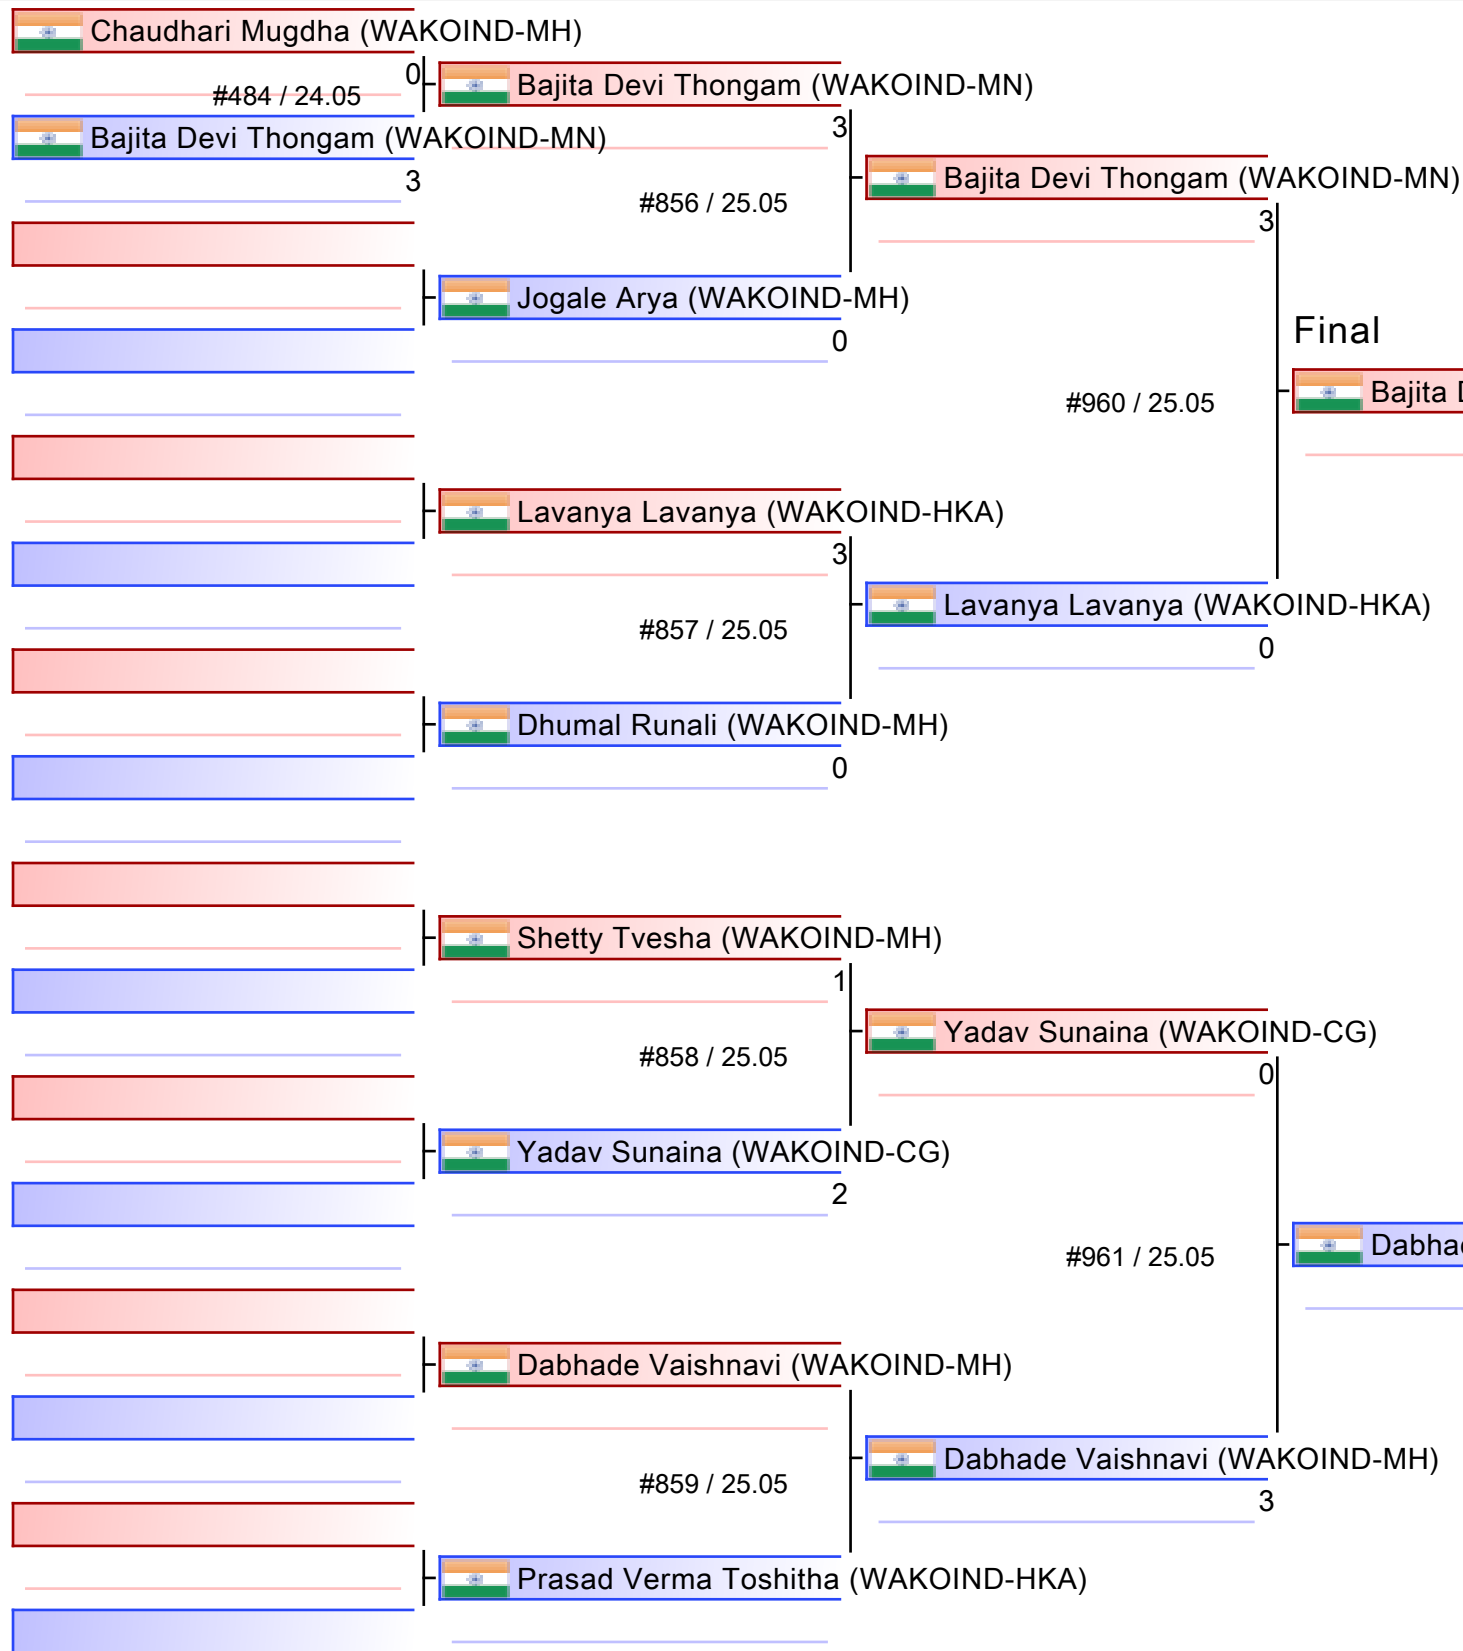 Chaudhari Mugdha (WAKOIND-MH)
0
#484 / 24.05
Bajita Devi Thongam (WAKOIND-MN)
3
Bajita Devi Thongam (WAKOIND-MN)
3
#856 / 25.05
Jogale Arya (WAKOIND-MH)
0
Bajita Devi Thongam (WAKOIND-MN)
3
#960 / 25.05
Final
Bajita
Lavanya Lavanya (WAKOIND-HKA)
3
#857 / 25.05
Dhumal Runali (WAKOIND-MH)
0
Lavanya Lavanya (WAKOIND-HKA)
0
Shetty Tvesha (WAKOIND-MH)
1
#858 / 25.05
Yadav Sunaina (WAKOIND-CG)
2
Yadav Sunaina (WAKOIND-CG)
0
#961 / 25.05
Dabhade Vaishnavi (WAKOIND-MH)
#859 / 25.05
Prasad Verma Toshitha (WAKOIND-HKA)
Dabhade Vaishnavi (WAKOIND-MH)
3